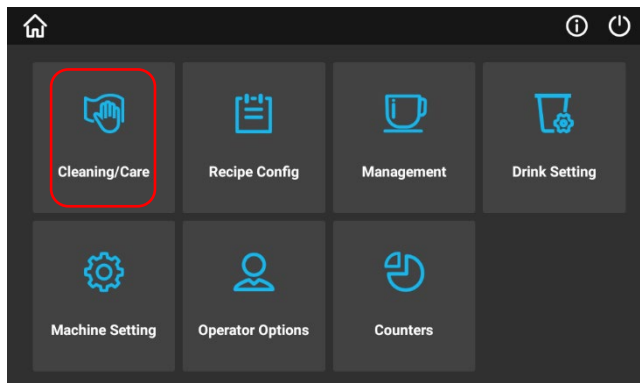 Cleaning/Care
Recipe Config
Management
Drink Setting
Machine Setting
Operator Options
Counters